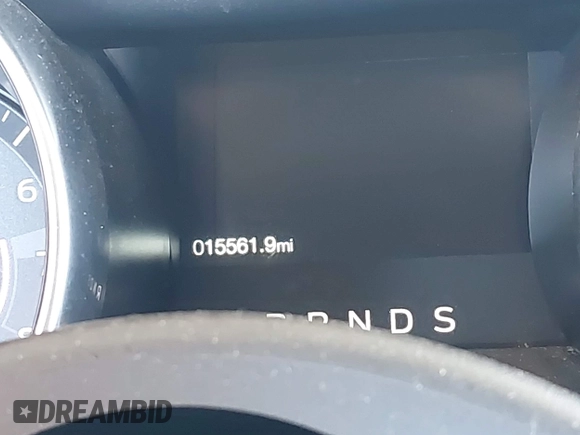 6
015561.9mi
P R N D S
DREAMBID